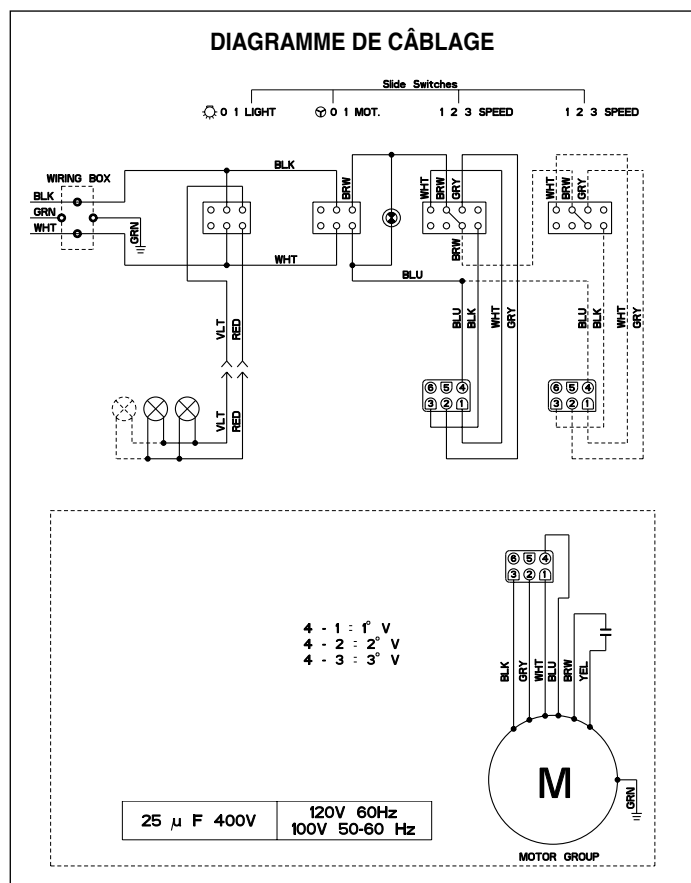 DIAGRAMME DE CÂBLAGE
Slide Switches
0 1 LIGHT
0 1 MOT.
1 2 3 SPEED
1 2 3 SPEED
WIRING BOX
BLK
GRN
WHT
GRN
BLK
WHT
BRW
WHT
BRW
GRY
BRW
WHT
BRW
GRY
BLU
VLT
RED
BLU
BLK
WHT
GRY
BLU
BLK
WHT
GRY
6 5 4
3 2 1
6 5 4
3 2 1
VLT
RED
6 5 4
3 2 1
4 - 1 = 1° V
4 - 2 = 2° V
4 - 3 = 3° V
BLK
GRY
WHT
BLU
BRW
YEL
M
GRN
25 µ F 400V
120V 60Hz
100V 50-60 Hz
MOTOR GROUP